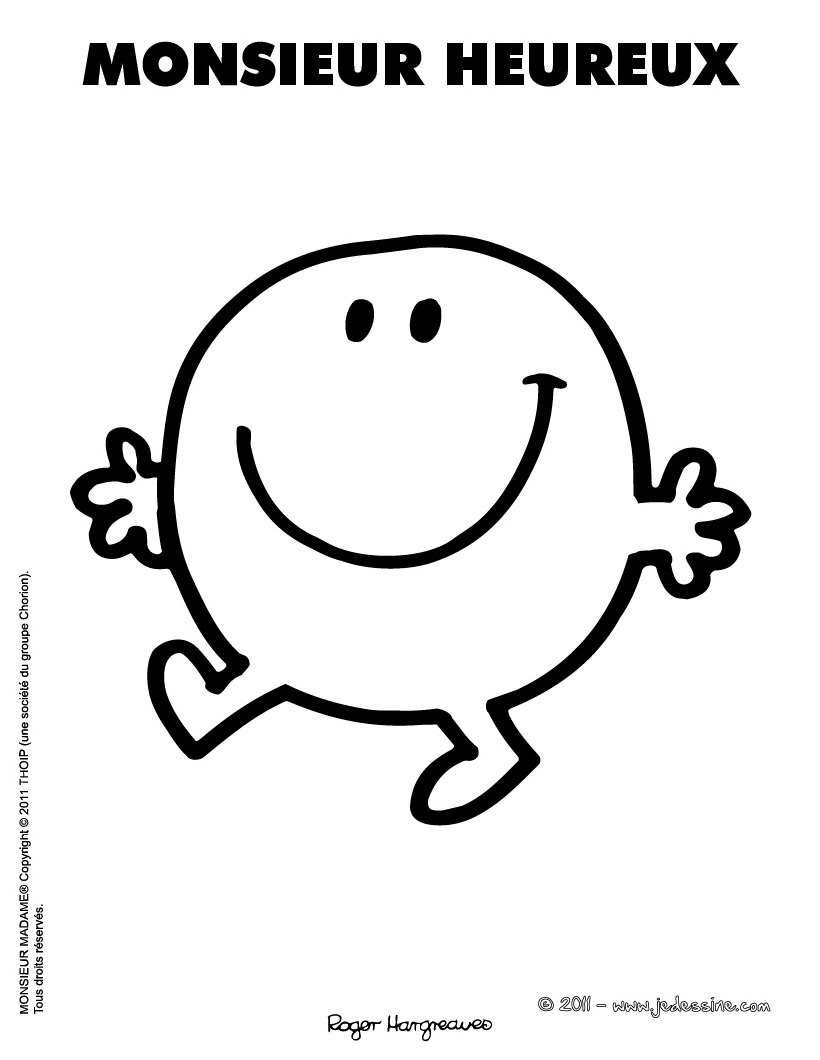 MONSIEUR HEUREUX
MONSIEUR MADAME® Copyright © 2011 THOIP (une société du groupe Chorion).
Tous droits réservés.
© 2011 - www.jedessine.com
Roger Hargreaves